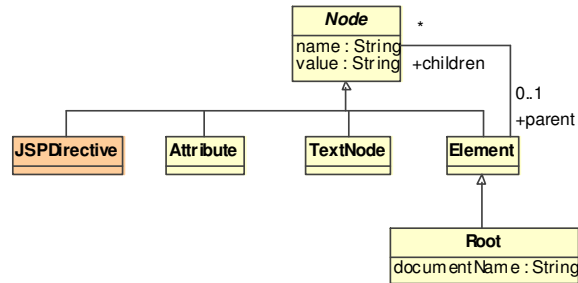 Node
*
name : String
value : String
+children
0..1
+parent
JSPDirective
Attribute
TextNode
Element
Root
documentName : String